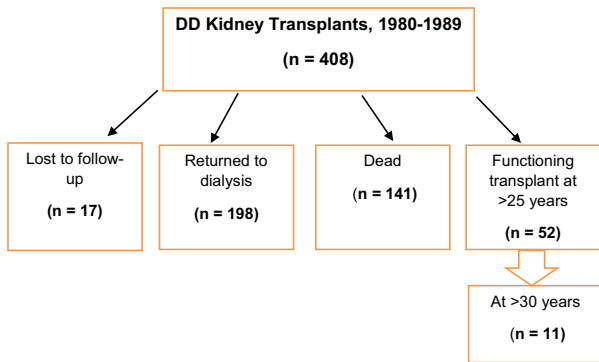 DD Kidney Transplants, 1980-1989
(n = 408)
Lost to follow-
up
(n = 17)
Returned to
dialysis
(n = 198)
Dead
(n = 141)
Functioning
transplant at
>25 years
(n = 52)
At >30 years
(n = 11)